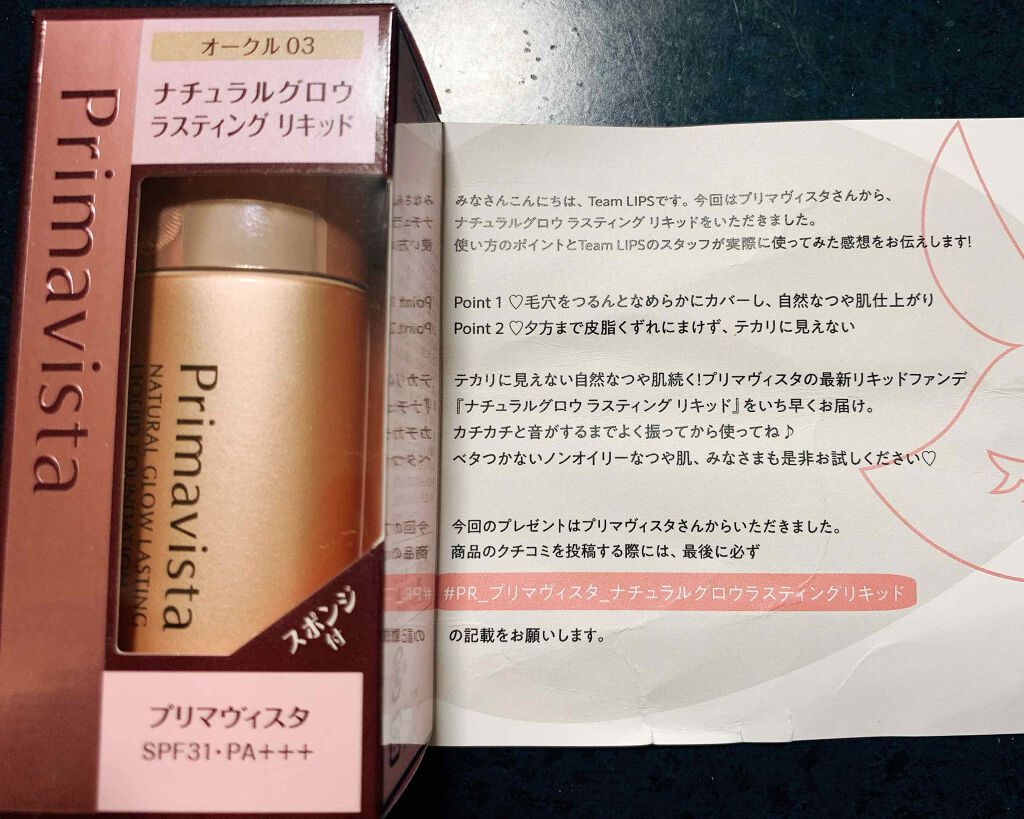 Primavista
オークル 03
ナチュラルグロウ
ラスティング リキッド
Primavista
NATURAL GLOW LASTING
LIQUID FOUNDATION
スポンジ
付
プリマヴィスタ
SPF31・PA+++
みなさんこんにちは、Team LIPSです。今回はプリマヴィスタさんから、
ナチュラルグロウ ラスティング リキッドをいただきました。
使い方のポイントとTeam LIPSのスタッフが実際に使ってみた感想をお伝えします!
Point 1 ♡毛穴をつるんとなめらかにカバーし、自然なつや肌仕上がり
Point 2 ♡夕方まで皮脂くずれにまけず、テカリに見えない
テカリに見えない自然なつや肌続く!プリマヴィスタの最新リキッドファンデ
『ナチュラルグロウ ラスティング リキッド』をいち早くお届け。
カチカチと音がするまでよく振ってから使ってね♪
ベタつかないノンオイリーなつや肌、みなさまも是非お試しください♡
今回のプレゼントはプリマヴィスタさんからいただきました。
商品のクチコミを投稿する際には、最後に必ず
#PR_プリマヴィスタ_ナチュラルグロウラスティングリキッド
の記載をお願いします。